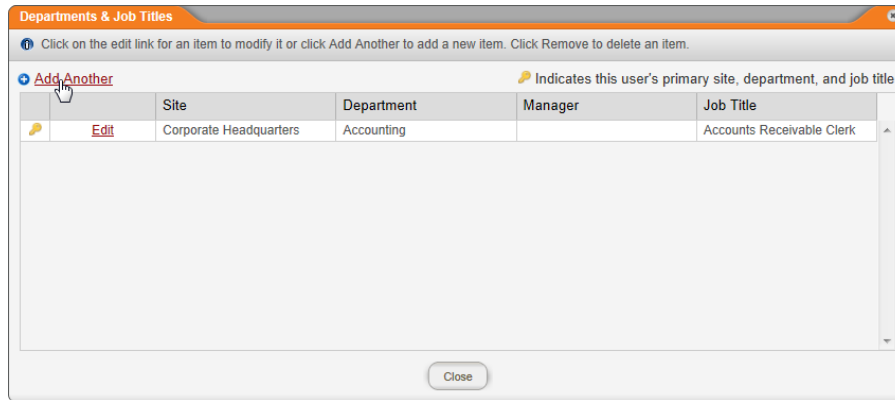 Departments & Job Titles
Click on the edit link for an item to modify it or click Add Another to add a new item. Click Remove to delete an item.
Add Another Indicates this user's primary site, department, and job title
Site Department Manager Job Title
Edit Corporate Headquarters Accounting Accounts Receivable Clerk
Close